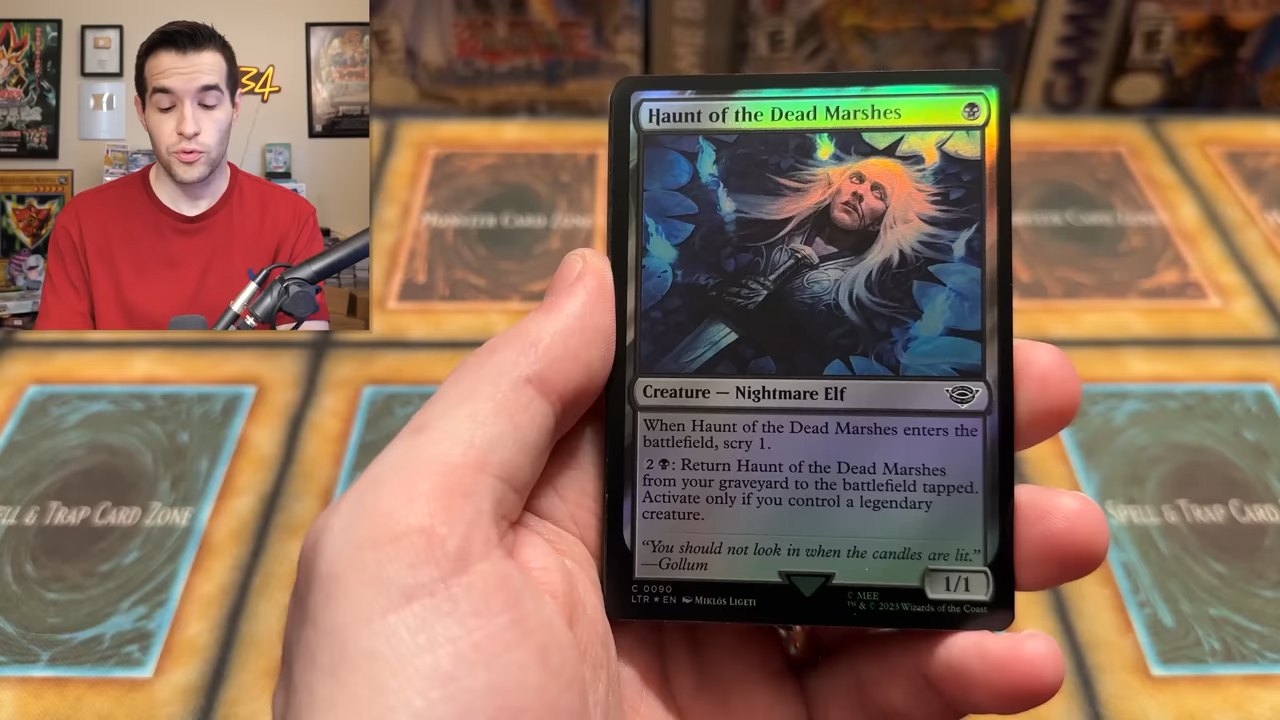 34
Haunt of the Dead Marshes
MONSTER CARD ZONE
Creature — Nightmare Elf
When Haunt of the Dead Marshes enters the
battlefield, scry 1.
2: Return Haunt of the Dead Marshes
from your graveyard to the battlefield tapped.
Activate only if you control a legendary
creature.
“You should not look in when the candles are lit.”
—Gollum
1/1
C 0090
LTR ★ EN Miklós Ligeti
© MEE
™ & © 2023 Wizards of the Coast
ELL & TRAP CARD ZONE
SPELL & TRAP CARD